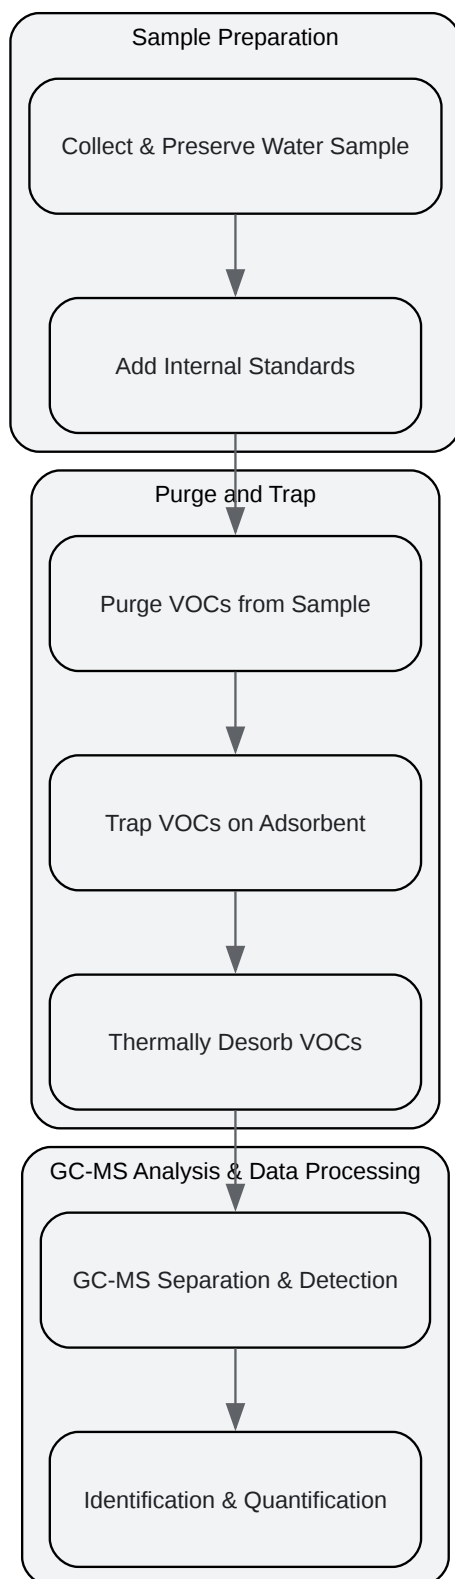 Sample Preparation
Collect & Preserve Water Sample
Add Internal Standards
Purge and Trap
Purge VOCs from Sample
Trap VOCs on Adsorbent
Thermally Desorb VOCs
GC-MS Analysis & Data Processing
GC-MS Separation & Detection
Identification & Quantification